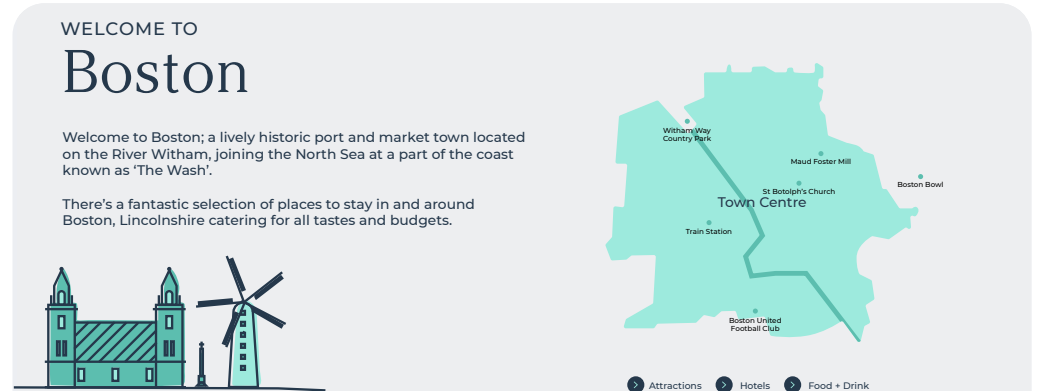 WELCOME TO
Boston
Welcome to Boston; a lively historic port and market town located
on the River Witham, joining the North Sea at a part of the coast
known as ‘The Wash’.
There’s a fantastic selection of places to stay in and around
Boston, Lincolnshire catering for all tastes and budgets.
Witham Way
Country Park
Maud Foster Mill
Boston Bowl
St Botolph's Church
Town Centre
Train Station
Boston United
Football Club
Attractions
Hotels
Food + Drink